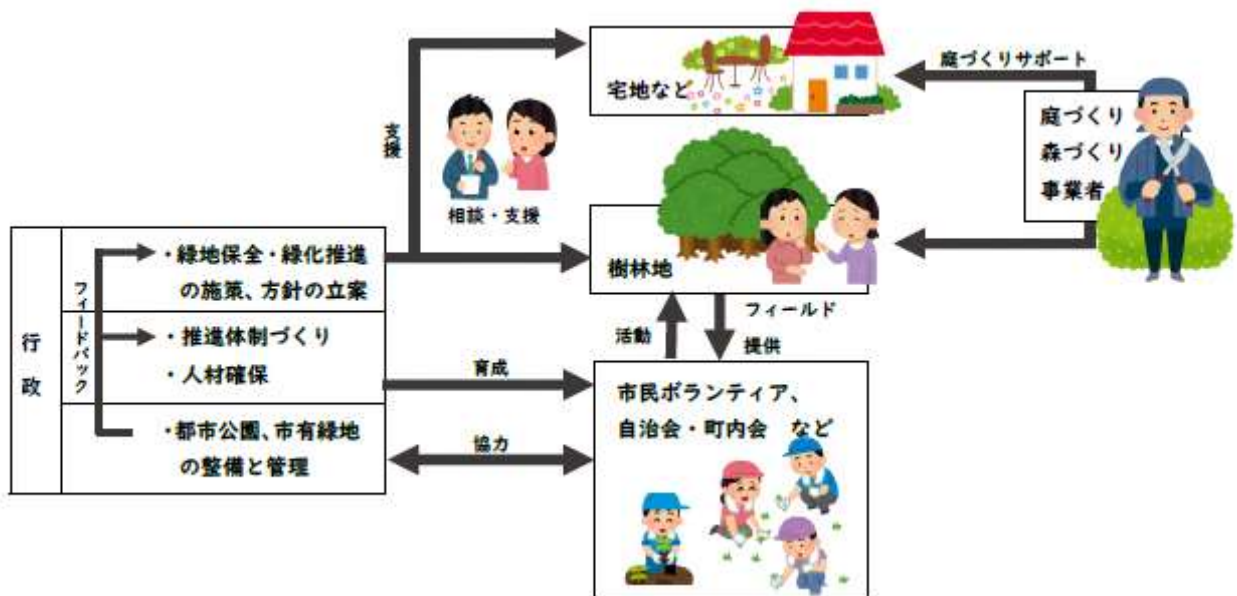 宅地など
庭づくりサポート
庭づくり
森づくり
事業者
支援
相談・支援
樹林地
行政
フィードバック
・緑地保全・緑化推進
の施策、方針の立案
・推進体制づくり
・人材確保
・都市公園、市有緑地
の整備と管理
活動
フィールド
提供
育成
協力
市民ボランティア、
自治会・町内会　など